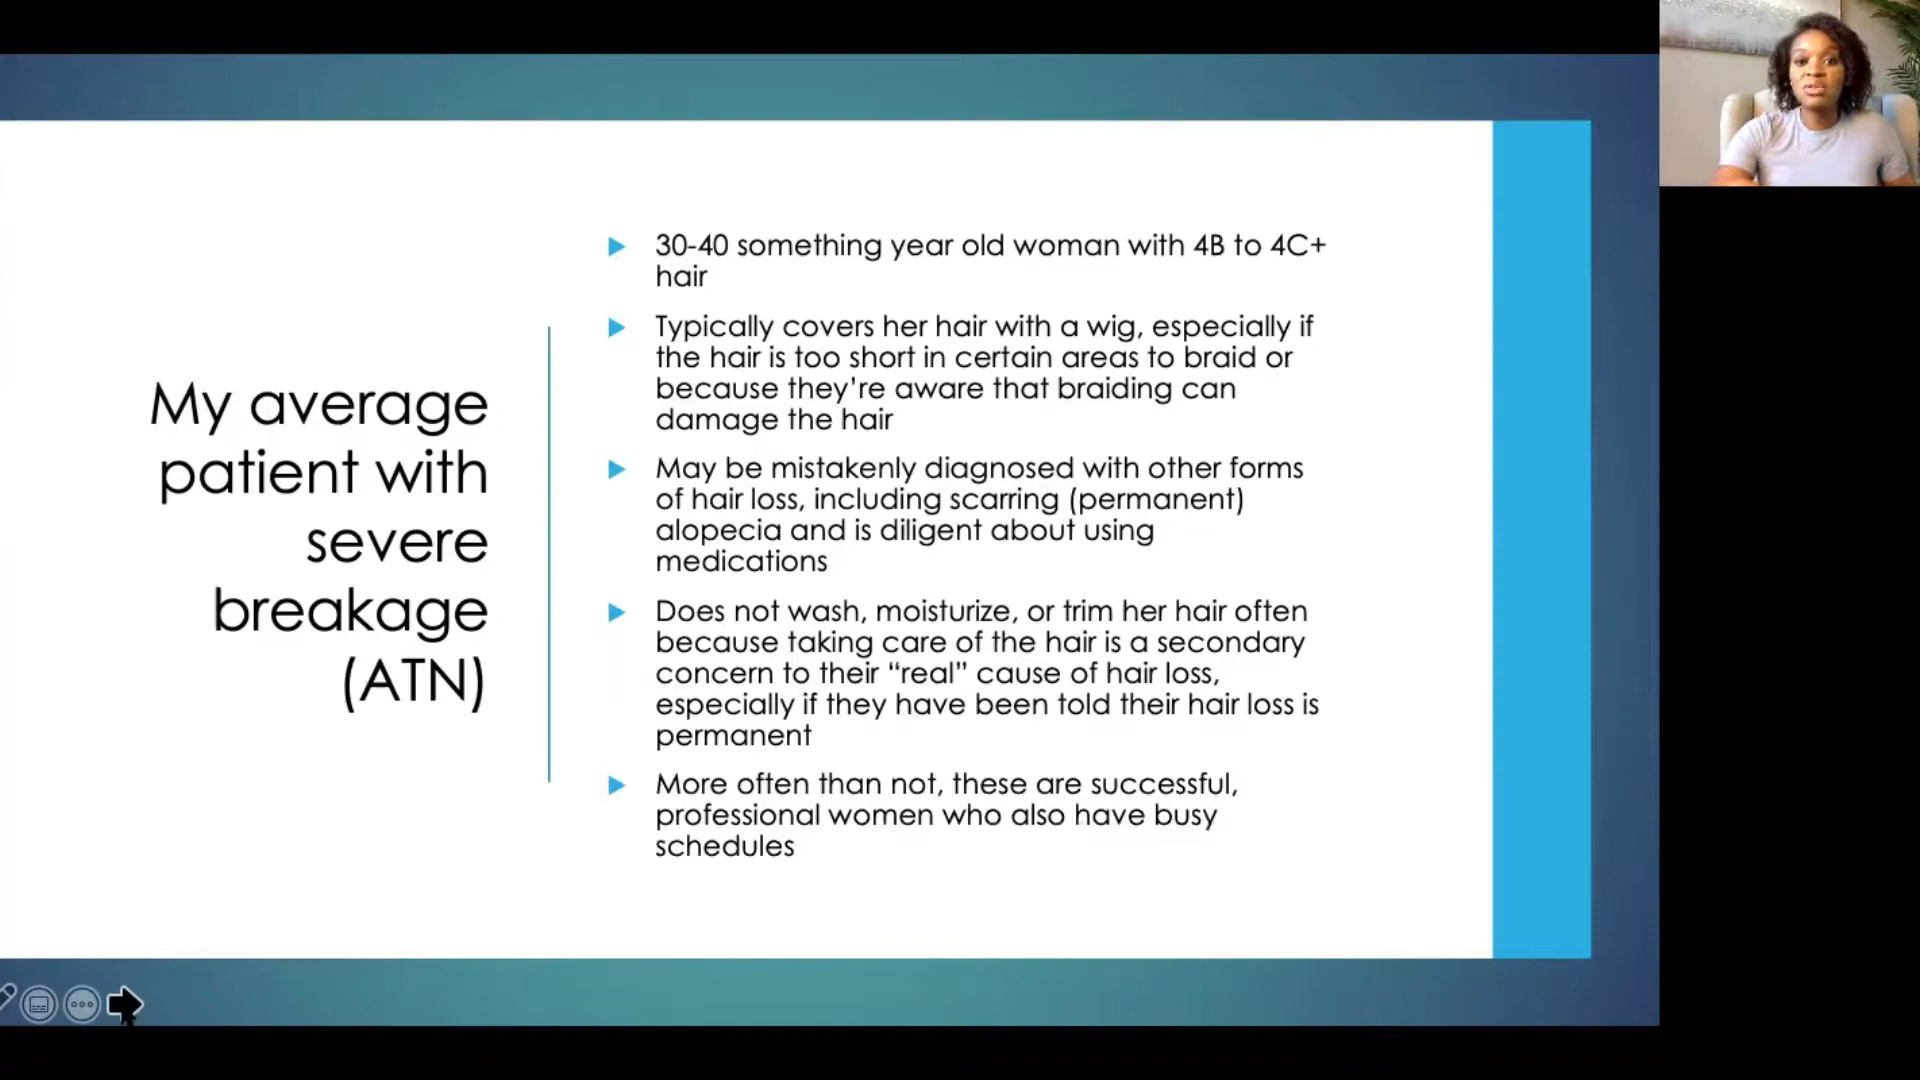 My average
patient with
severe
breakage
(ATN)
30-40 something year old woman with 4B to 4C+
hair
Typically covers her hair with a wig, especially if
the hair is too short in certain areas to braid or
because they’re aware that braiding can
damage the hair
May be mistakenly diagnosed with other forms
of hair loss, including scarring (permanent)
alopecia and is diligent about using
medications
Does not wash, moisturize, or trim her hair often
because taking care of the hair is a secondary
concern to their “real” cause of hair loss,
especially if they have been told their hair loss is
permanent
More often than not, these are successful,
professional women who also have busy
schedules